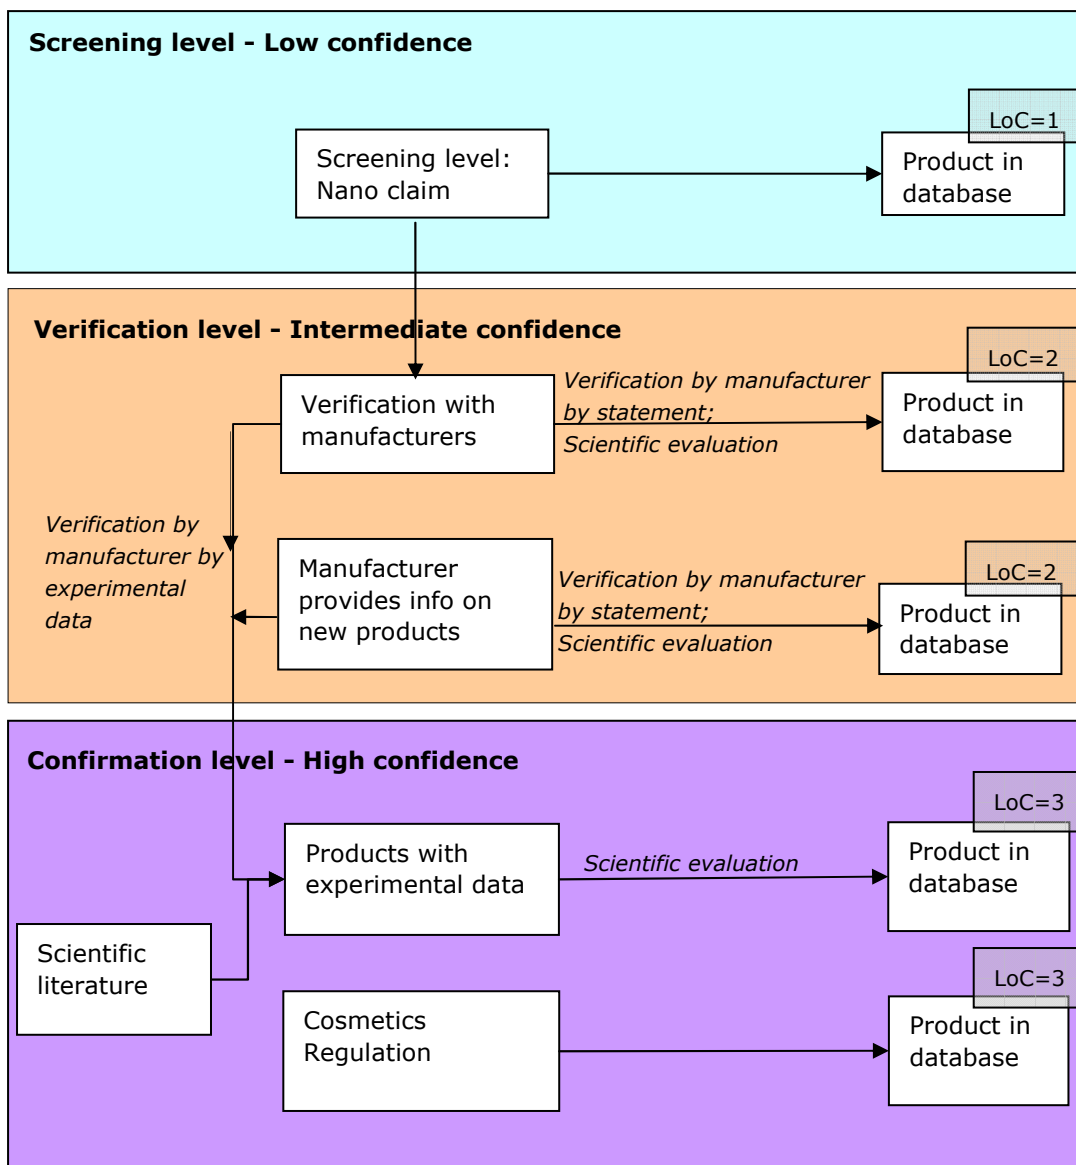 Screening level - Low confidence
LoC=1
Screening level:
Nano claim
Product in
database
Verification level - Intermediate confidence
LoC=2
Verification with
manufacturers
Verification by manufacturer
by statement;
Scientific evaluation
Product in
database
Verification by
manufacturer by
experimental
data
LoC=2
Manufacturer
provides info on
new products
Verification by manufacturer
by statement;
Scientific evaluation
Product in
database
Confirmation level - High confidence
LoC=3
Products with
experimental data
Scientific evaluation
Product in
database
Scientific
literature
LoC=3
Cosmetics
Regulation
Product in
database